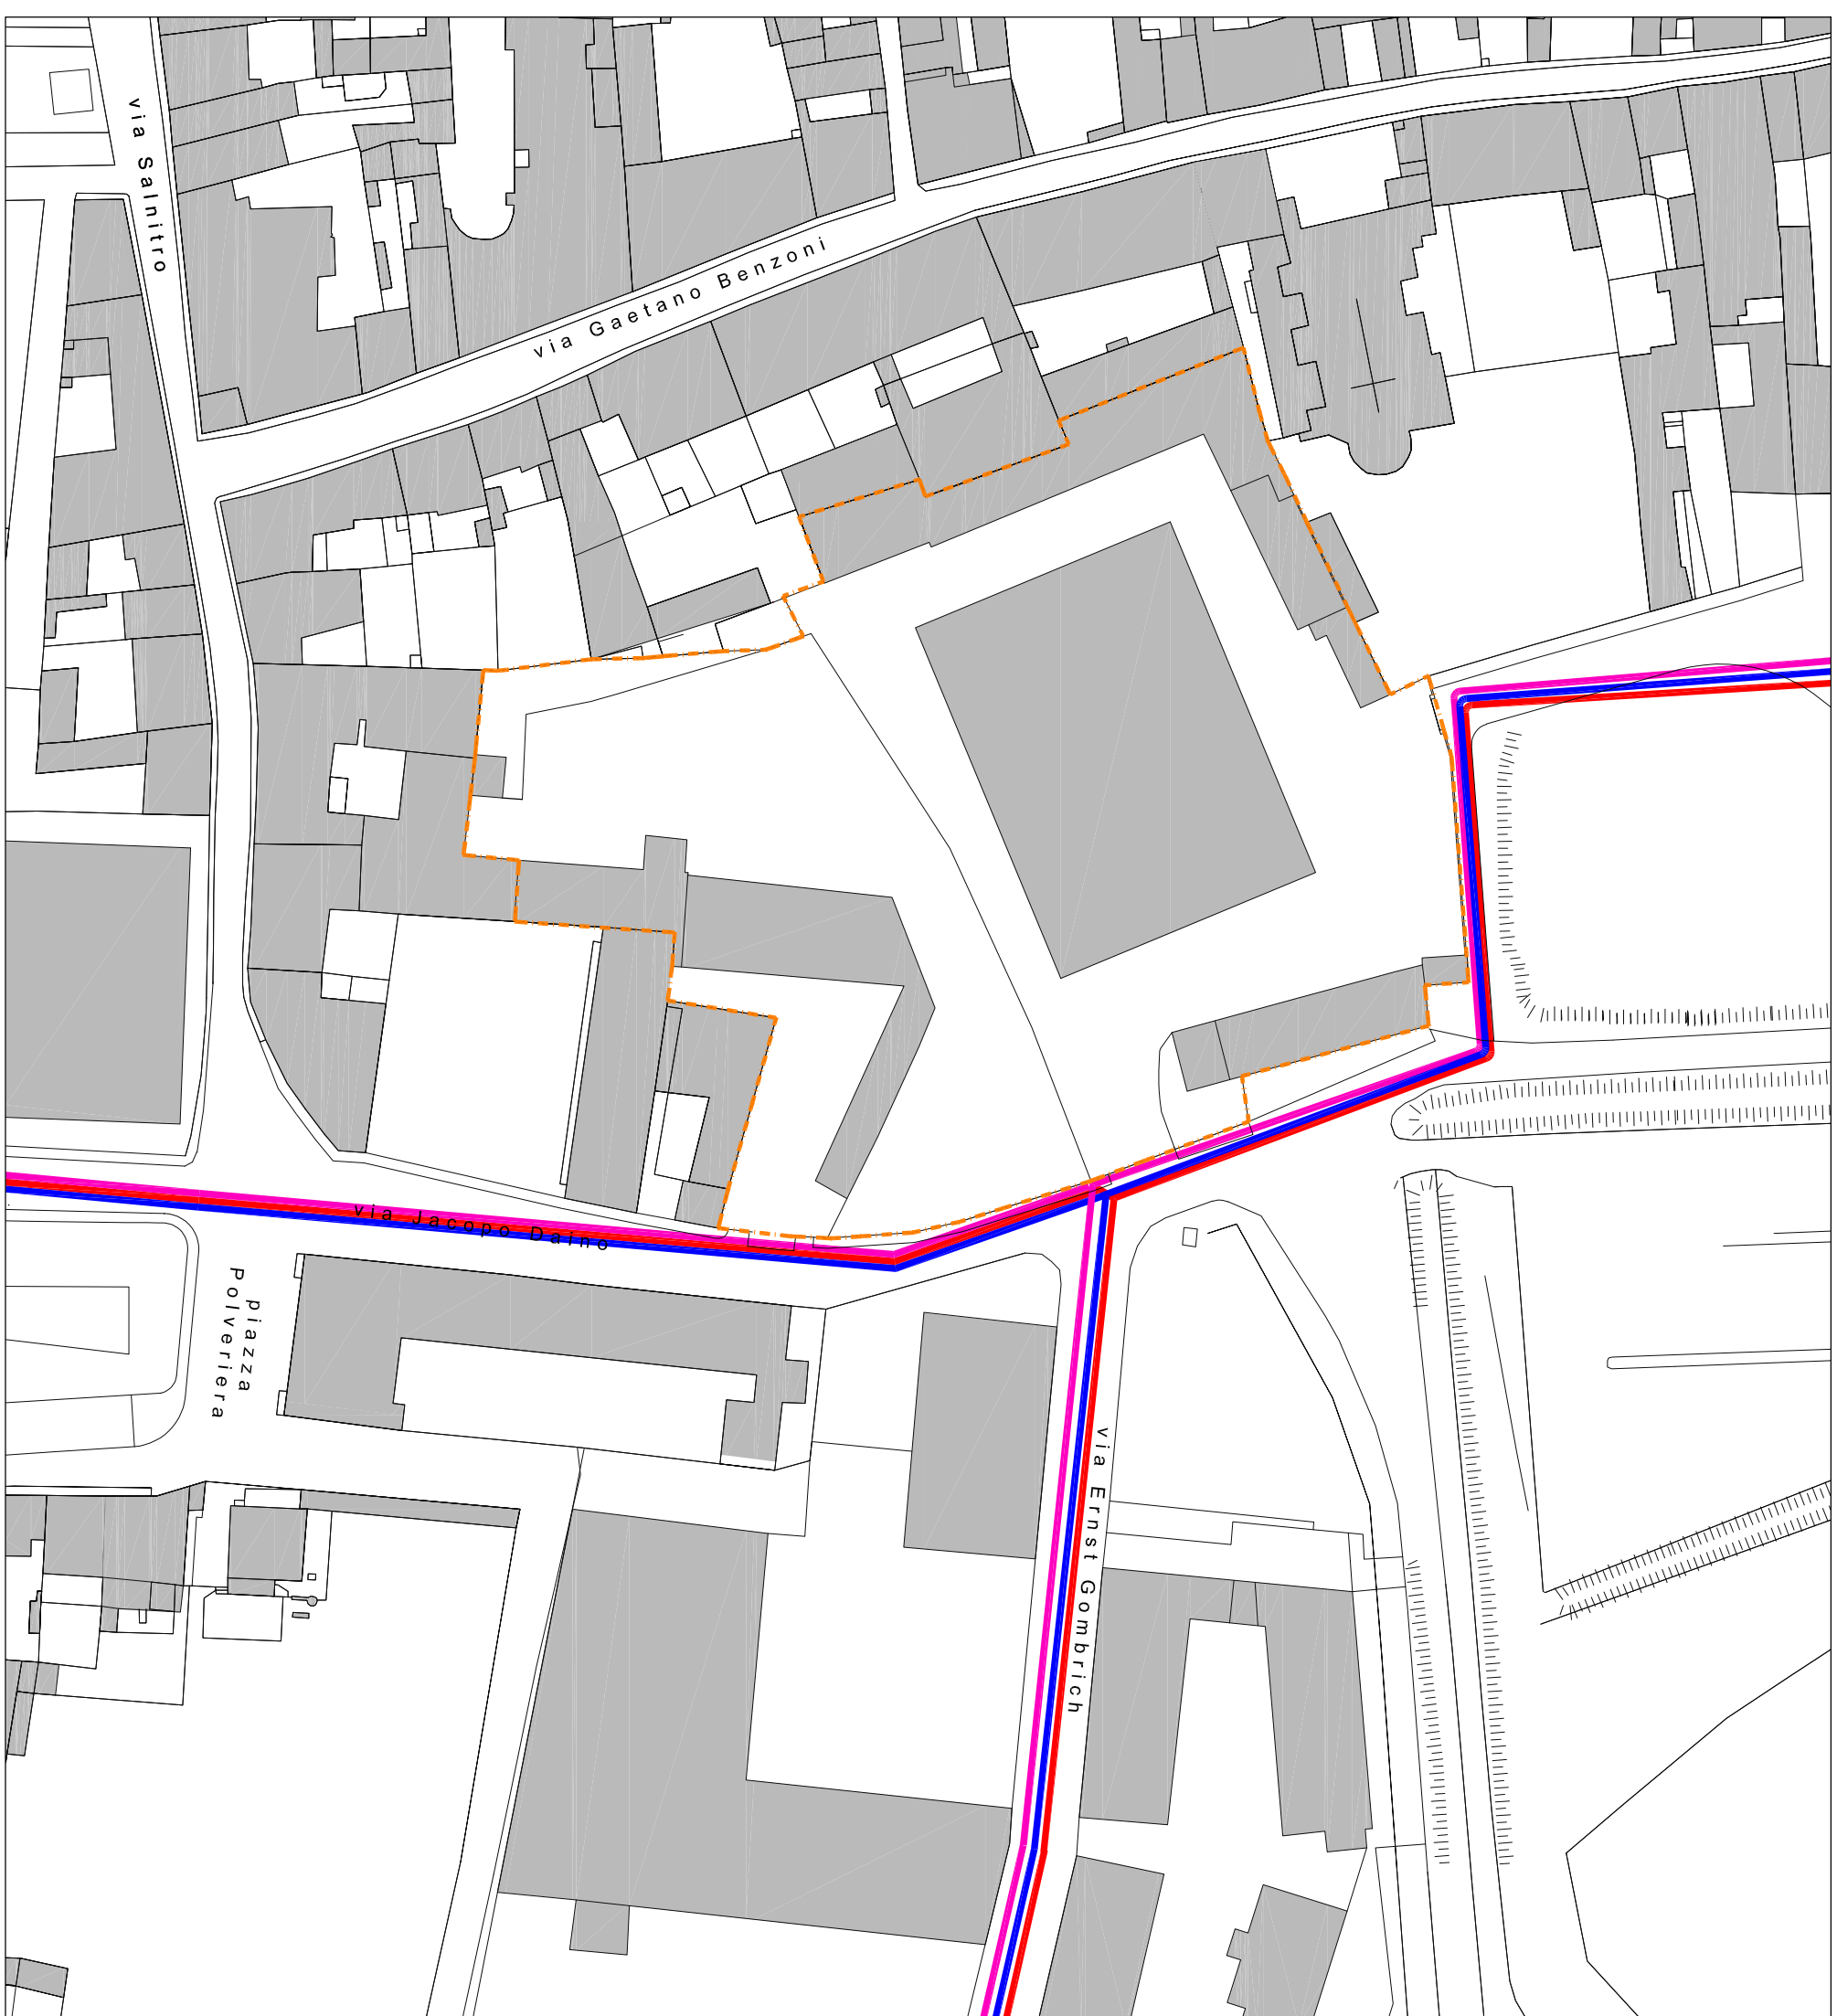 via Salnitro
via Gaetano Benzoni
via Jacopo Daino
piazza
Polveriera
via Ernst Gombrich